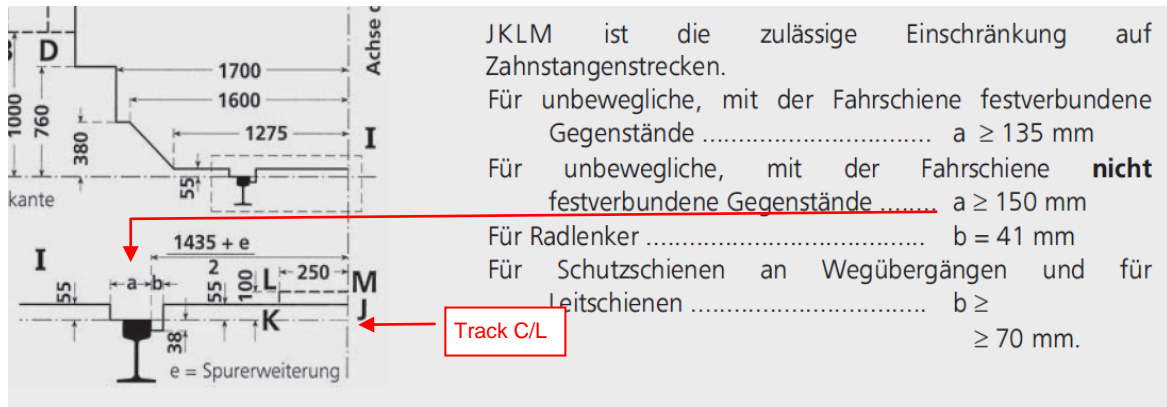 D
Achse
1700
1600
1275
I
1000
760
380
55
kante
I
1435 + e
2
a
b
55
55
100
L
250
M
J
K
38
e = Spurerweiterung
Track C/L
JKLM ist die zulässige Einschränkung auf
Zahnstangenstrecken.
Für unbewegliche, mit der Fahrschiene festverbundene
Gegenstände ................................ a ≥ 135 mm
Für unbewegliche, mit der Fahrschiene nicht
festverbundene Gegenstände ........ a ≥ 150 mm
Für Radlenker ...................................... b = 41 mm
Für Schutzschienen an Wegübergängen und für
Leitschienen ................................ b ≥
≥ 70 mm.